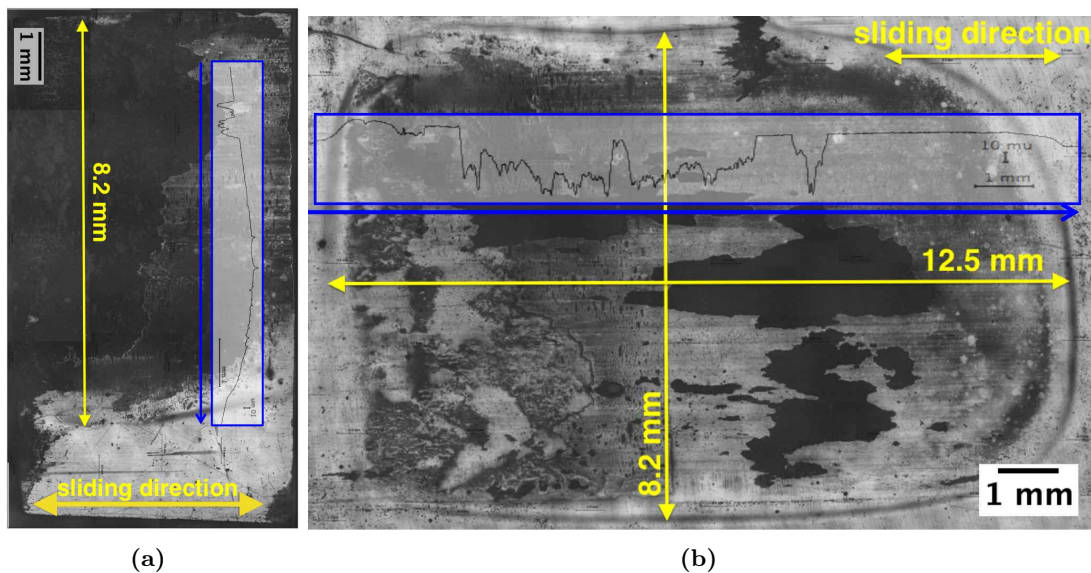 1 mm
8.2 mm
sliding direction
(a)
sliding direction
10 mu
I
1 mm
12.5 mm
8.2 mm
1 mm
(b)